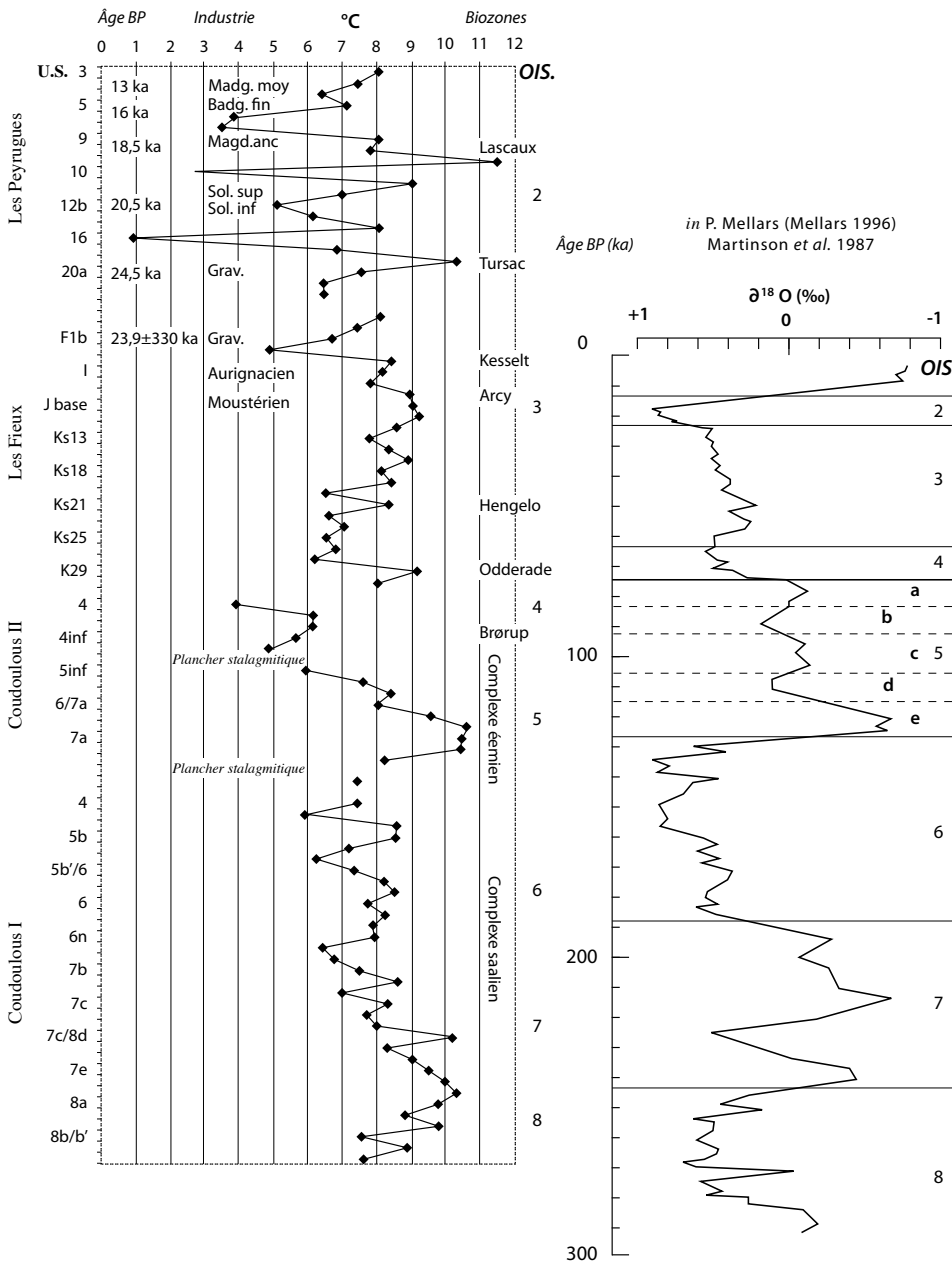 Âge BP Industrie °C Biozones
0 1 2 3 4 5 6 7 8 9 10 11 12
U.S. 3 OIS.
13 ka Madg. moy
5 Badg. fin
16 ka
9 Magd.anc
18,5 ka Lascaux
10
Sol. sup 2
12b 20,5 ka Sol. inf
16
Tursac
20a 24,5 ka Grav.
Les Peyrugues
F1b 23,9±330 ka Grav.
Kesselt
I Aurignacien
Arcy
J base Moustérien 3
Ks13
Ks18
Ks21 Hengelo
Ks25
K29 Odderade
Les Fieux
4 4
4inf Brørup
Plancher stalagmitique
5inf
6/7a 5
7a
Complexe éemien
Plancher stalagmitique
Coudoulous II
4
5b
5b'/6
6 6
6n
7b
7c
7c/8d 7
7e
8a
8b/b' 8
Complexe saalien
Coudoulous I
in P. Mellars (Mellars 1996)
Martinson et al. 1987
Âge BP (ka)
∂18 O (‰)
+1 0 -1
0
OIS
2
3
4
a
b
100 c 5
d
e
6
200
7
8
300